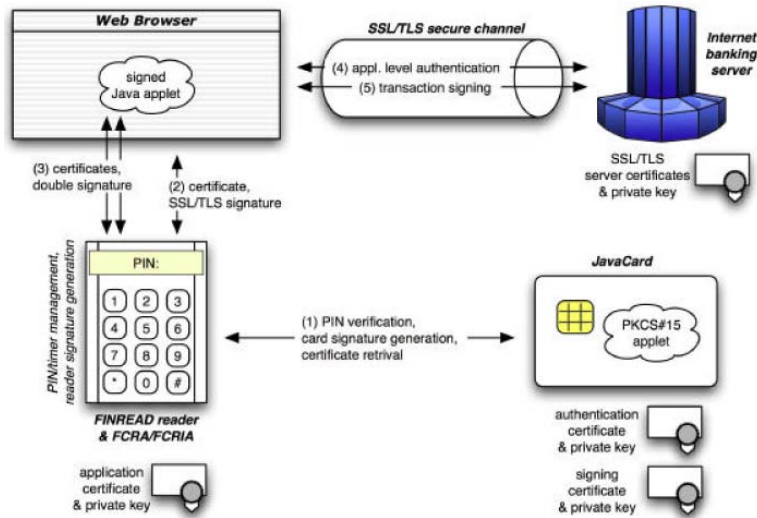 Web Browser
signed
Java applet
SSL/TLS secure channel
(4) appl. level authentication
(5) transaction signing
Internet
banking
server
SSL/TLS
server certificates
& private key
(3) certificates,
double signature
(2) certificate,
SSL/TLS signature
PIN/timer management,
reader signature generation
PIN:
1 2 3
4 5 6
7 8 9
* 0 #
FINREAD reader
& FCRA/FCRIA
application
certificate
& private key
(1) PIN verification,
card signature generation,
certificate retrival
JavaCard
PKCS#15
applet
authentication
certificate
& private key
signing
certificate
& private key